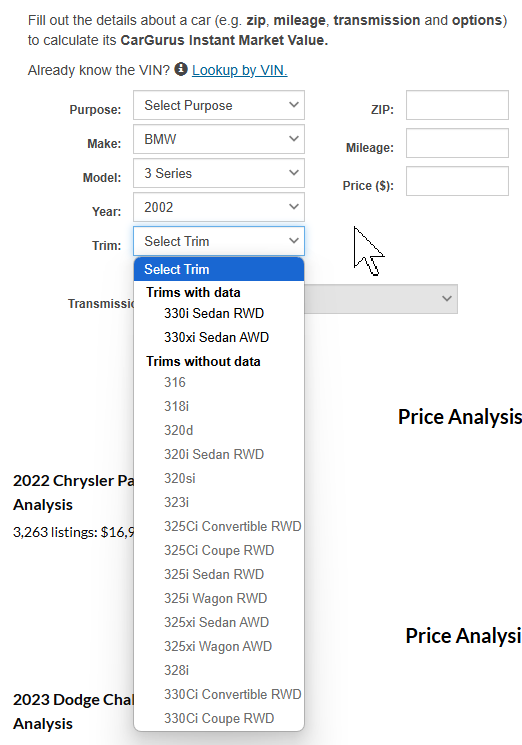 Fill out the details about a car (e.g. zip, mileage, transmission and options)
to calculate its CarGurus Instant Market Value.
Already know the VIN? Lookup by VIN.
Purpose: Select Purpose
ZIP:
Make: BMW
Mileage:
Model: 3 Series
Price ($):
Year: 2002
Trim: Select Trim
Select Trim
Trims with data
330i Sedan RWD
Transmissio
330xi Sedan AWD
Trims without data
316
318i
Price Analysis
320d
320i Sedan RWD
2022 Chrysler Pa
320si
Analysis
323i
3,263 listings: $16,9
325Ci Convertible RWD
325Ci Coupe RWD
325i Sedan RWD
325i Wagon RWD
325xi Sedan AWD
Price Analysi
325xi Wagon AWD
328i
2023 Dodge Chal
330Ci Convertible RWD
Analysis
330Ci Coupe RWD